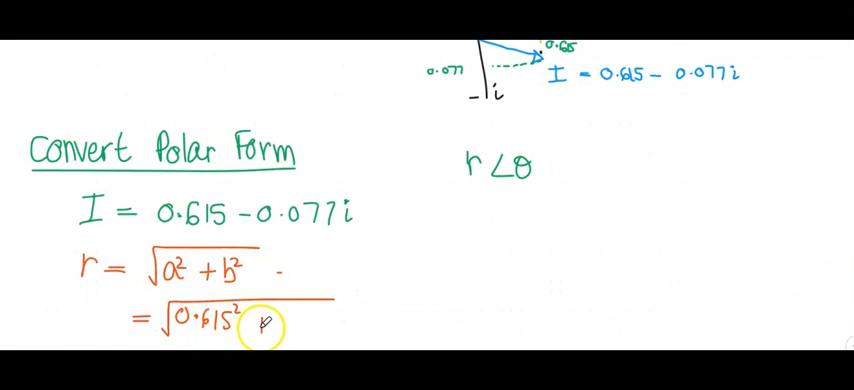 0.615
0.077
I = 0.615 - 0.077i
-i
Convert Polar Form
r∠θ
I = 0.615 - 0.077i
r = √a² + b²
= √0.615²